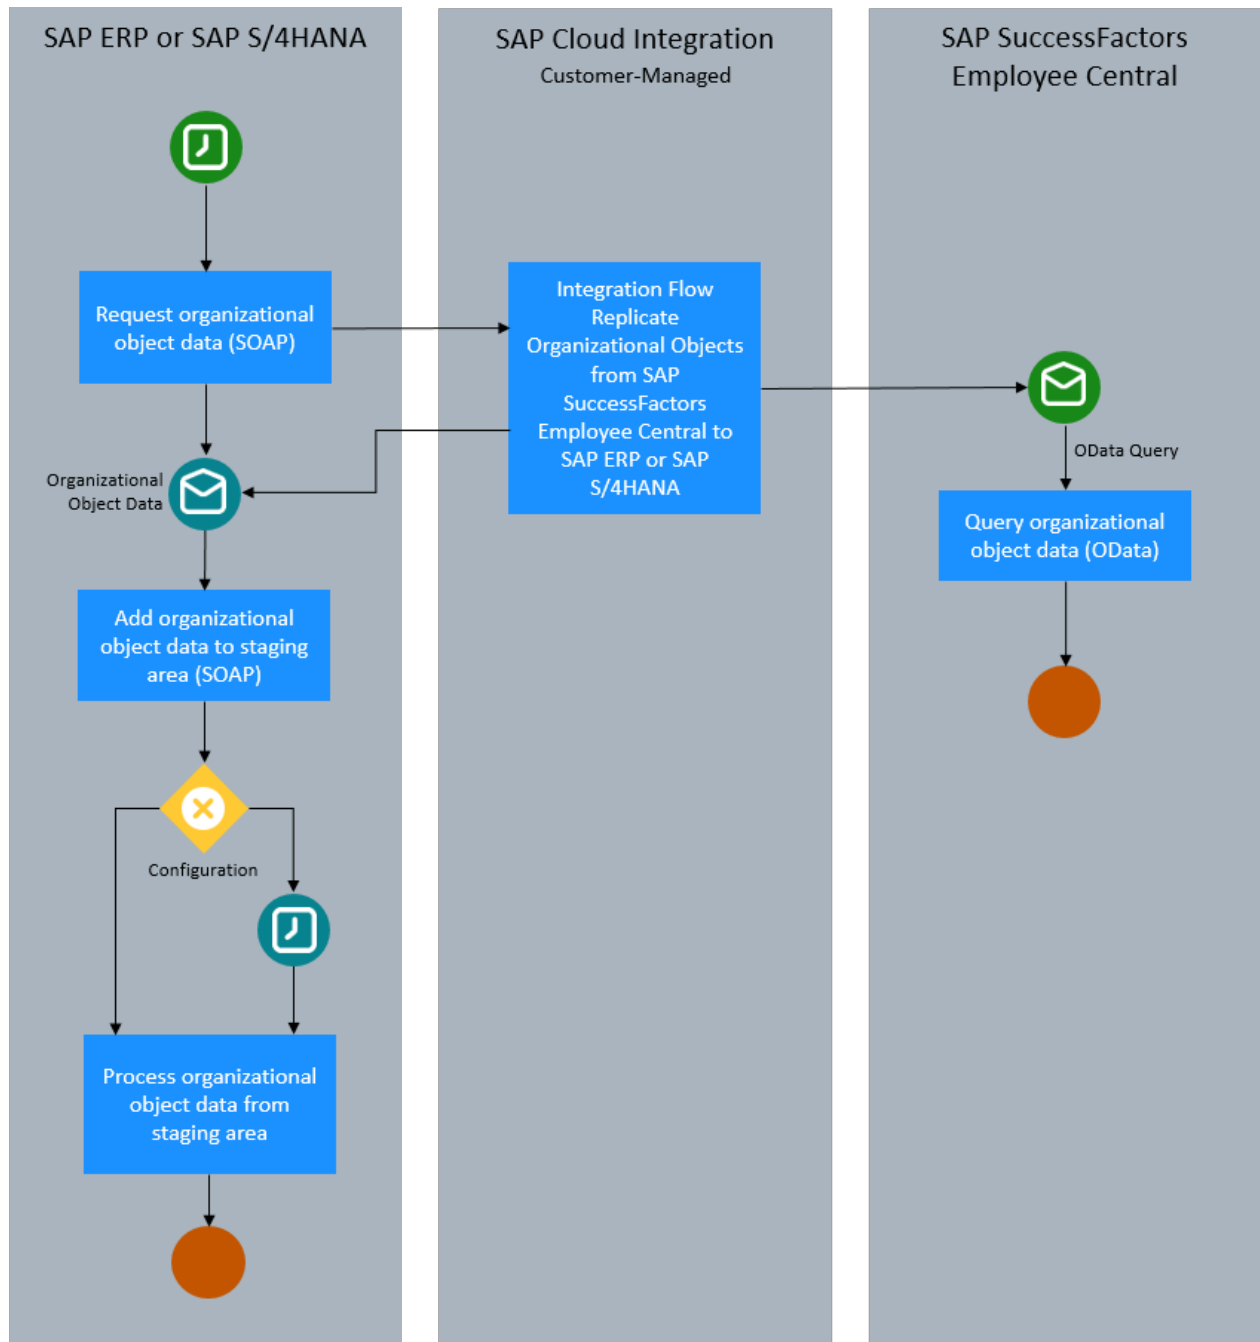 SAP ERP or SAP S/4HANA
Request organizational
object data (SOAP)
Organizational
Object Data
Add organizational
object data to staging
area (SOAP)
Configuration
Process organizational
object data from
staging area
SAP Cloud Integration
Customer-Managed
Integration Flow
Replicate
Organizational Objects
from SAP
SuccessFactors
Employee Central to
SAP ERP or SAP
S/4HANA
SAP SuccessFactors
Employee Central
OData Query
Query organizational
object data (OData)